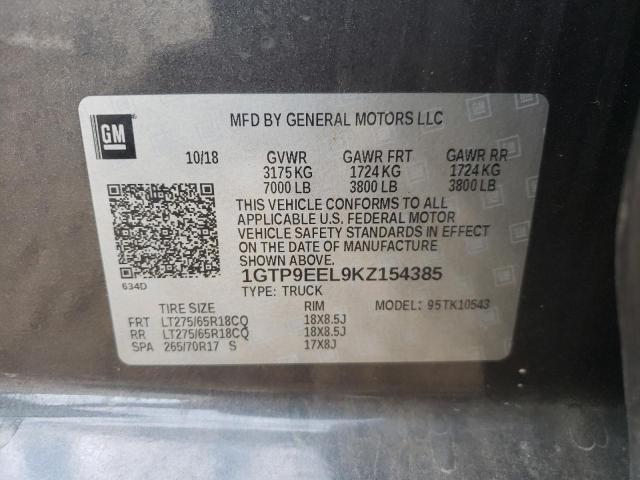 GM
MFD BY GENERAL MOTORS LLC
10/18 GVWR GAWR FRT GAWR RR
3175 KG 1724 KG 1724 KG
7000 LB 3800 LB 3800 LB
THIS VEHICLE CONFORMS TO ALL
APPLICABLE U.S. FEDERAL MOTOR
VEHICLE SAFETY STANDARDS IN EFFECT
ON THE DATE OF MANUFACTURE
SHOWN ABOVE.
1GTP9EEL9KZ154385
634D
TYPE: TRUCK
TIRE SIZE RIM MODEL: 95TK10543
FRT LT275/65R18CQ 18X8.5J
RR LT275/65R18CQ 18X8.5J
SPA 265/70R17 S 17X8J